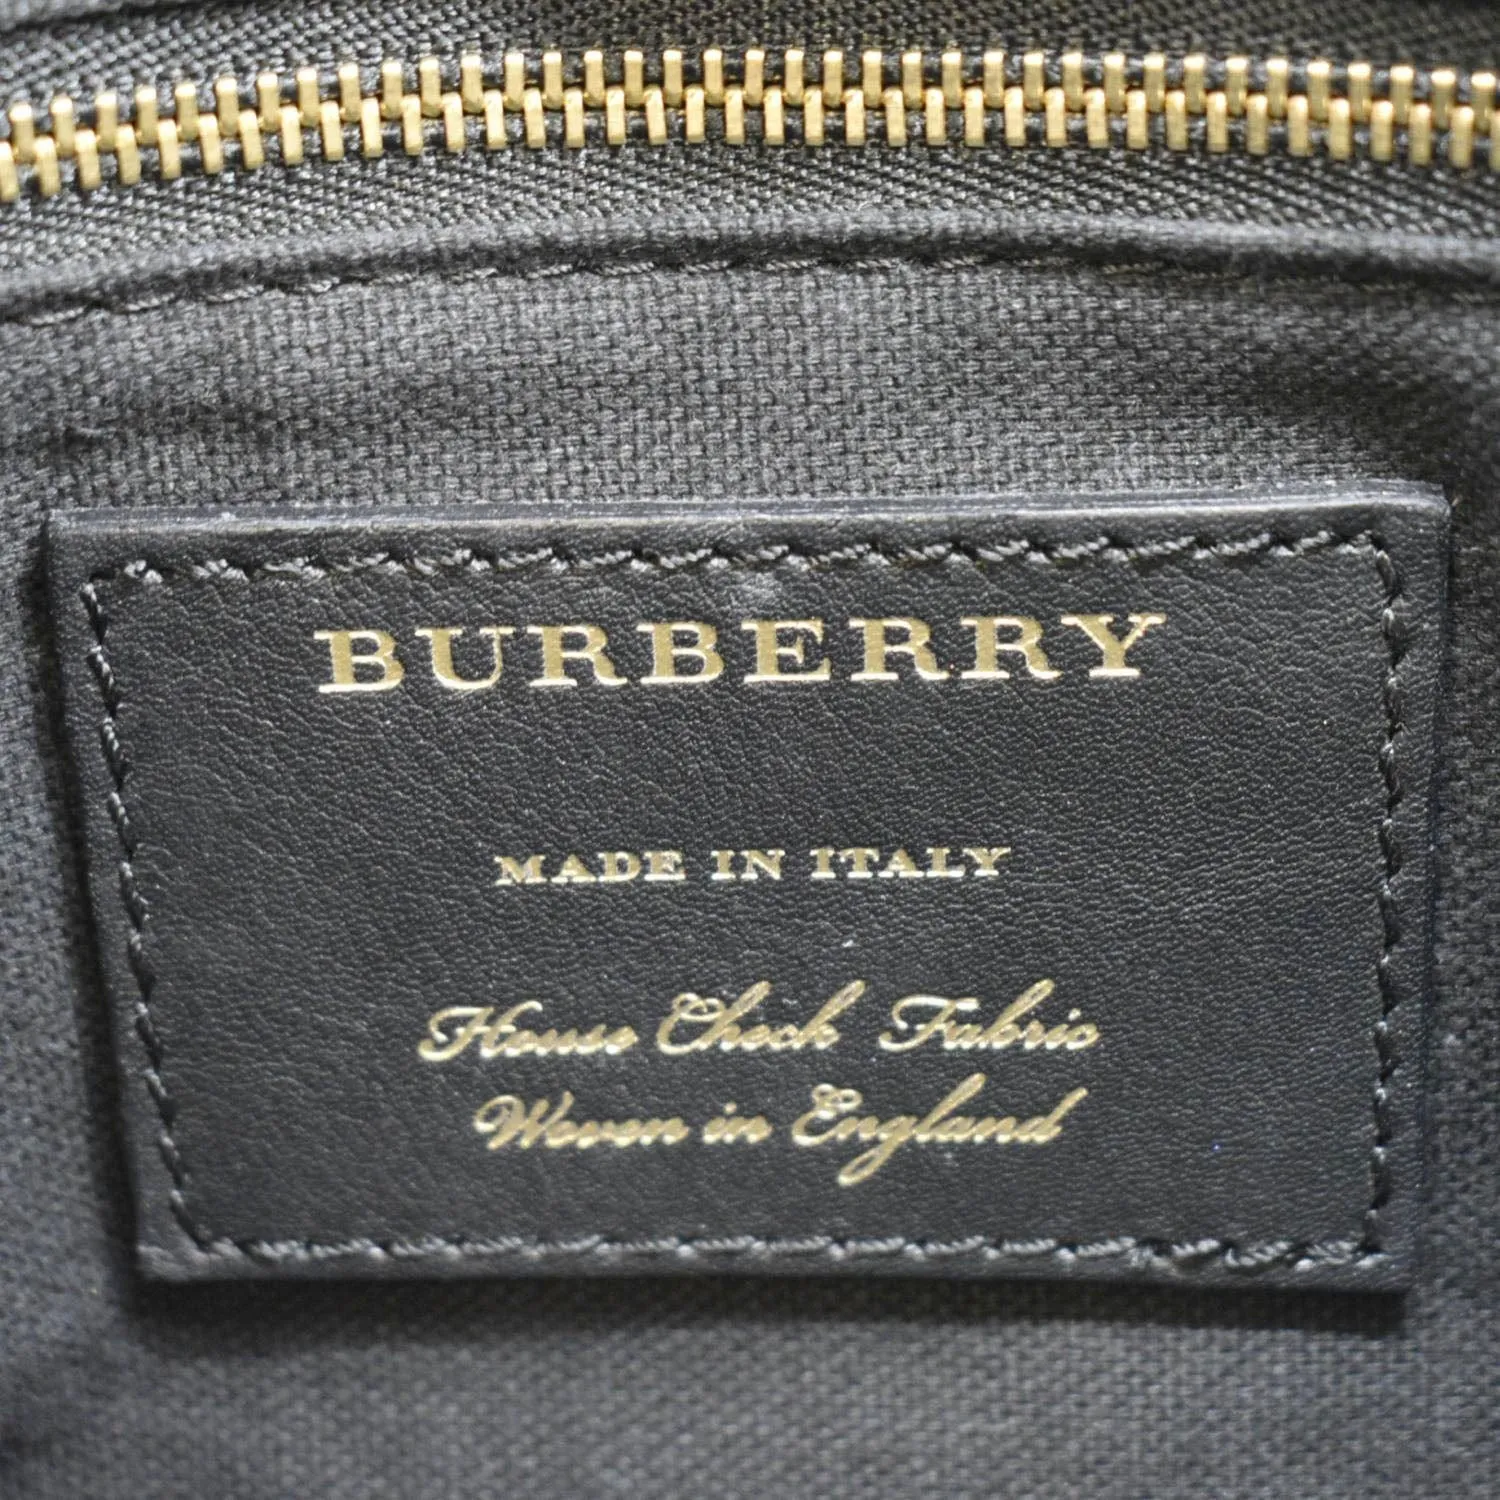 BURBERRY
MADE IN ITALY
House Check Fabric
Woven in England